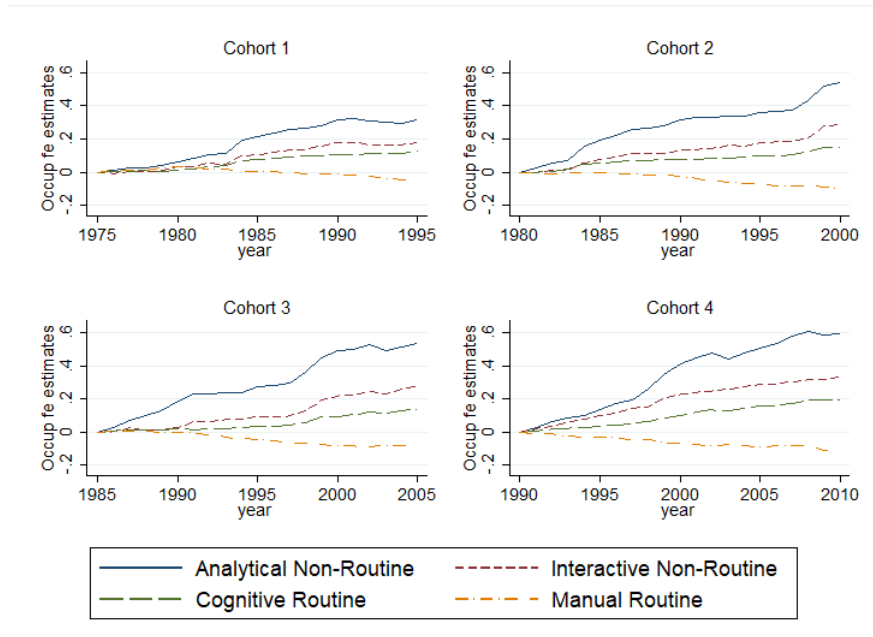 Cohort 1
Cohort 2
Occup fe estimates
-.2 0 .2 .4 .6
1975 1980 1985 1990 1995
year
Occup fe estimates
-.2 0 .2 .4 .6
1980 1985 1990 1995 2000
year
Cohort 3
Cohort 4
Occup fe estimates
-.2 0 .2 .4 .6
1985 1990 1995 2000 2005
year
Occup fe estimates
-.2 0 .2 .4 .6
1990 1995 2000 2005 2010
year
Analytical Non-Routine Interactive Non-Routine
Cognitive Routine Manual Routine